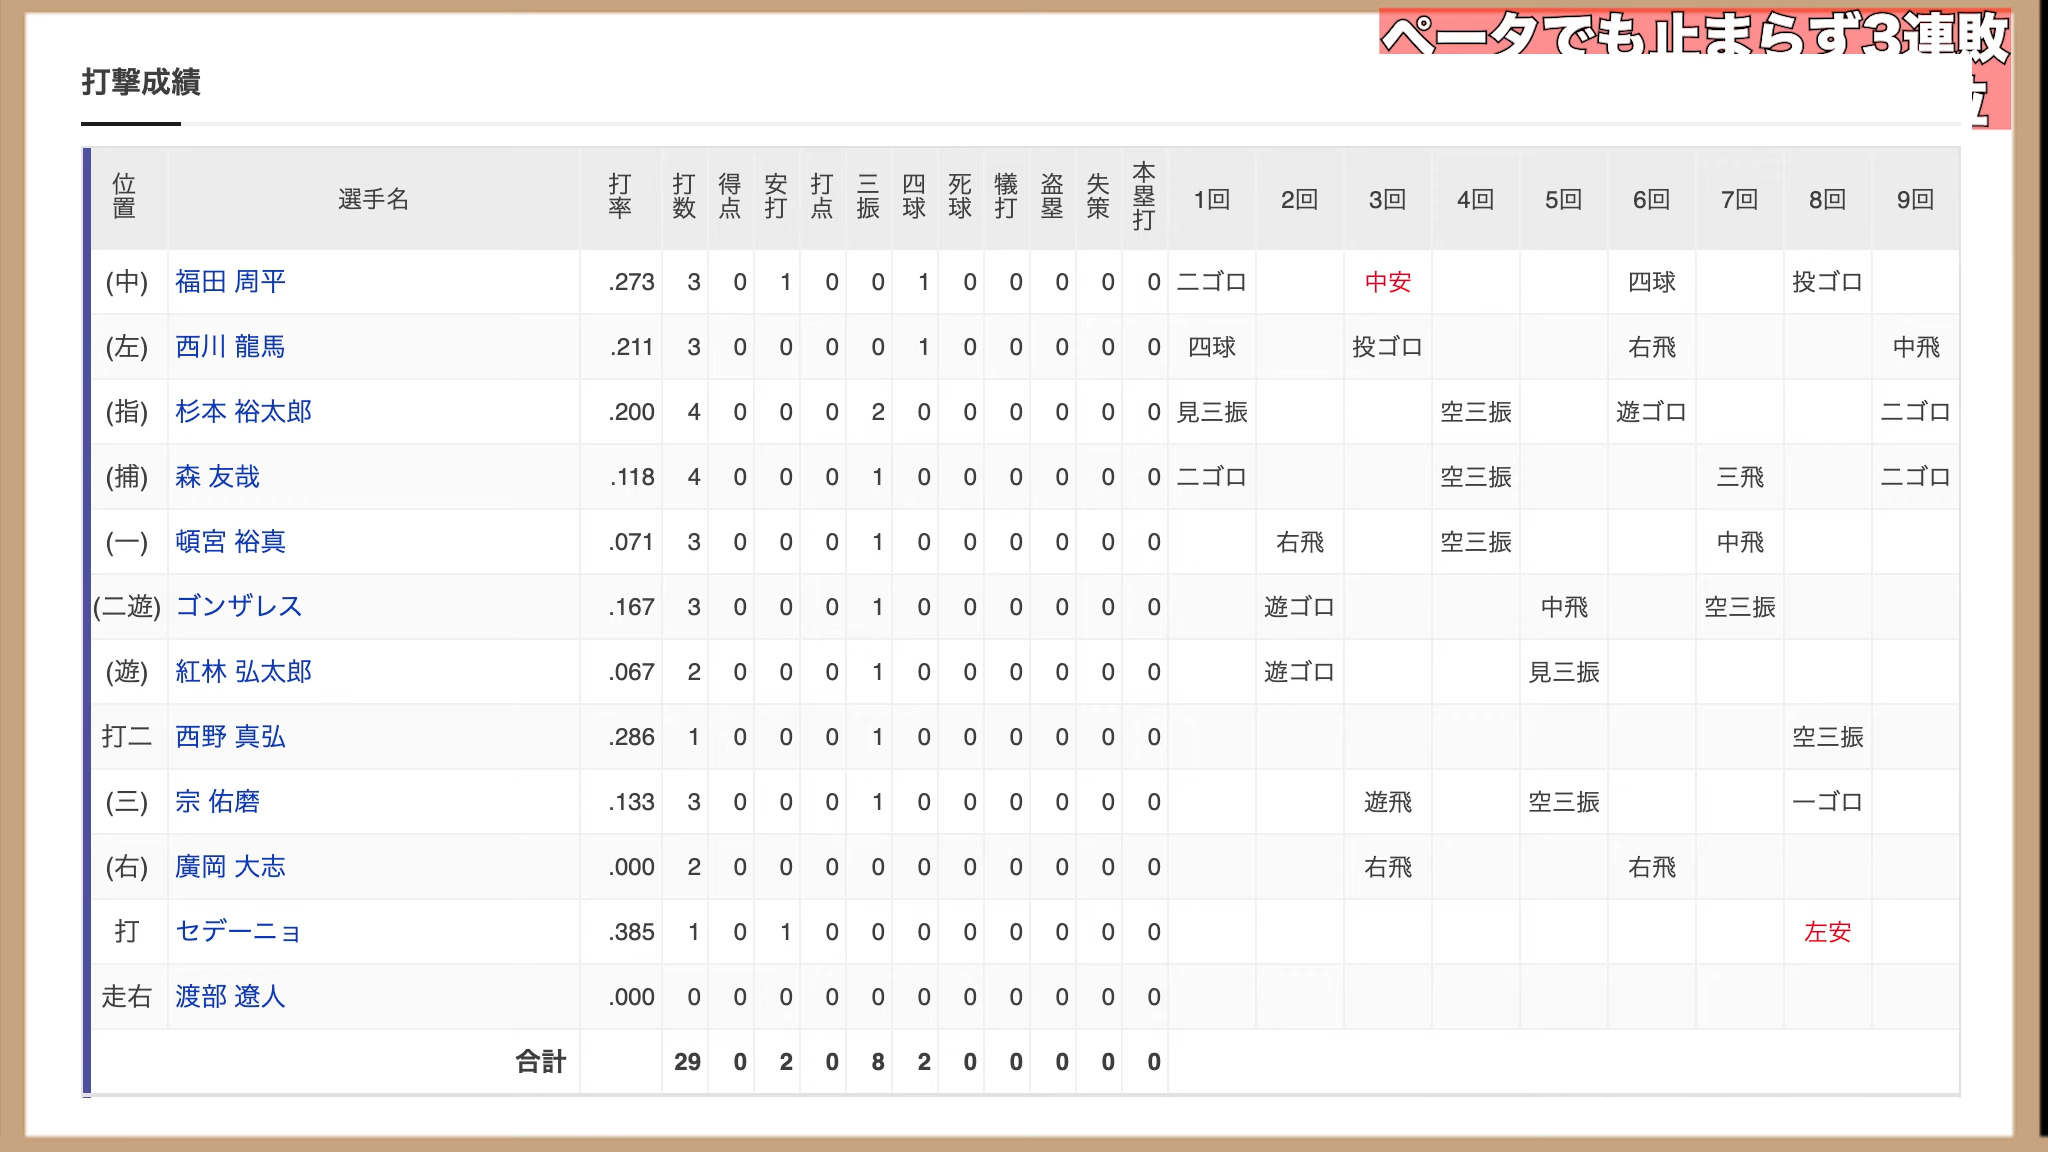 ペータでも止まらず3連敗
位
打撃成績
位置 選手名 打率 打数 得点 安打 打点 三振 四球 死球 犠打 盗塁 失策 本塁打 1回 2回 3回 4回 5回 6回 7回 8回 9回
(中) 福田 周平 .273 3 0 1 0 0 1 0 0 0 0 0 二ゴロ 中安 四球 投ゴロ
(左) 西川 龍馬 .211 3 0 0 0 0 1 0 0 0 0 0 四球 投ゴロ 右飛 中飛
(指) 杉本 裕太郎 .200 4 0 0 0 2 0 0 0 0 0 0 見三振 空三振 遊ゴロ 二ゴロ
(捕) 森 友哉 .118 4 0 0 0 1 0 0 0 0 0 0 二ゴロ 空三振 三飛 二ゴロ
(一) 頓宮 裕真 .071 3 0 0 0 1 0 0 0 0 0 0 右飛 空三振 中飛
(二遊) ゴンザレス .167 3 0 0 0 1 0 0 0 0 0 0 遊ゴロ 中飛 空三振
(遊) 紅林 弘太郎 .067 2 0 0 0 1 0 0 0 0 0 0 遊ゴロ 見三振
打二 西野 真弘 .286 1 0 0 0 1 0 0 0 0 0 0 空三振
(三) 宗 佑磨 .133 3 0 0 0 1 0 0 0 0 0 0 遊飛 空三振 一ゴロ
(右) 廣岡 大志 .000 2 0 0 0 0 0 0 0 0 0 0 右飛 右飛
打 セデーニョ .385 1 0 1 0 0 0 0 0 0 0 0 左安
走右 渡部 遼人 .000 0 0 0 0 0 0 0 0 0 0 0
合計 29 0 2 0 8 2 0 0 0 0 0